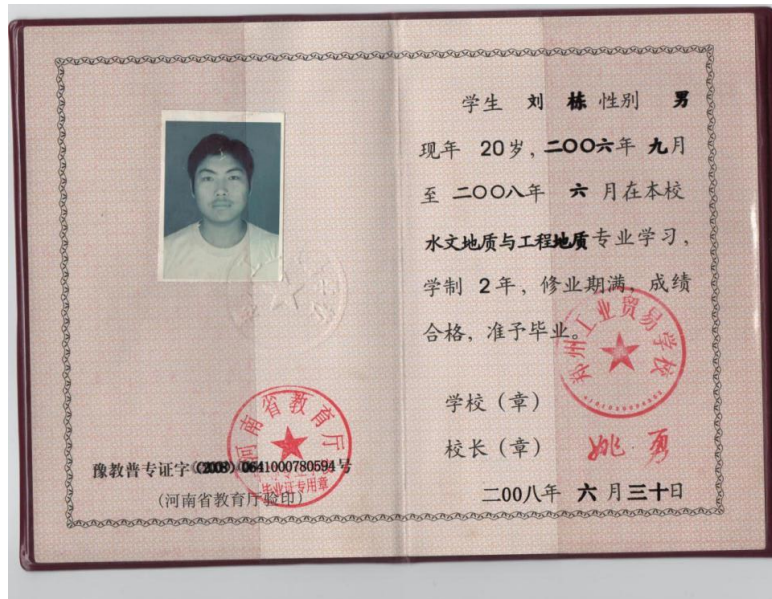 豫教普专证字(2008)0641000780594号
(河南省教育厅验印)
河南省教育厅
毕业证专用章
学生 刘 栋 性别 男
现年 20岁,二〇〇六年 九月
至 二〇〇八年 六 月在本校
水文地质与工程地质专业学习,
学制 2年,修业期满,成绩
合格,准予毕业。
郑州工业贸易学校
学校(章)
校长(章) 姚勇
二〇〇八年 六 月三十日